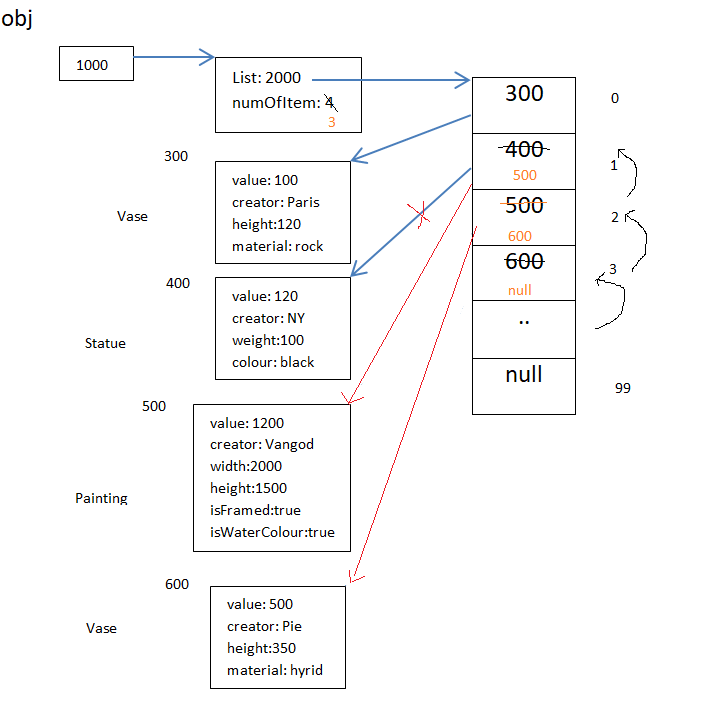 obj
1000
List: 2000
numOfItem: 4
3
300
0
400
500
1
500
600
2
600
null
3
..
null
99
300
Vase
value: 100
creator: Paris
height:120
material: rock
400
Statue
value: 120
creator: NY
weight:100
colour: black
500
Painting
value: 1200
creator: Vangod
width:2000
height:1500
isFramed:true
isWaterColour:true
600
Vase
value: 500
creator: Pie
height:350
material: hyrid